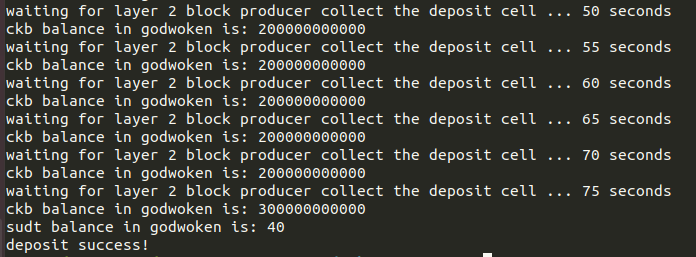 waiting for layer 2 block producer collect the deposit cell ... 50 seconds
ckb balance in godwoken is: 200000000000
waiting for layer 2 block producer collect the deposit cell ... 55 seconds
ckb balance in godwoken is: 200000000000
waiting for layer 2 block producer collect the deposit cell ... 60 seconds
ckb balance in godwoken is: 200000000000
waiting for layer 2 block producer collect the deposit cell ... 65 seconds
ckb balance in godwoken is: 200000000000
waiting for layer 2 block producer collect the deposit cell ... 70 seconds
ckb balance in godwoken is: 200000000000
waiting for layer 2 block producer collect the deposit cell ... 75 seconds
ckb balance in godwoken is: 300000000000
sudt balance in godwoken is: 40
deposit success!